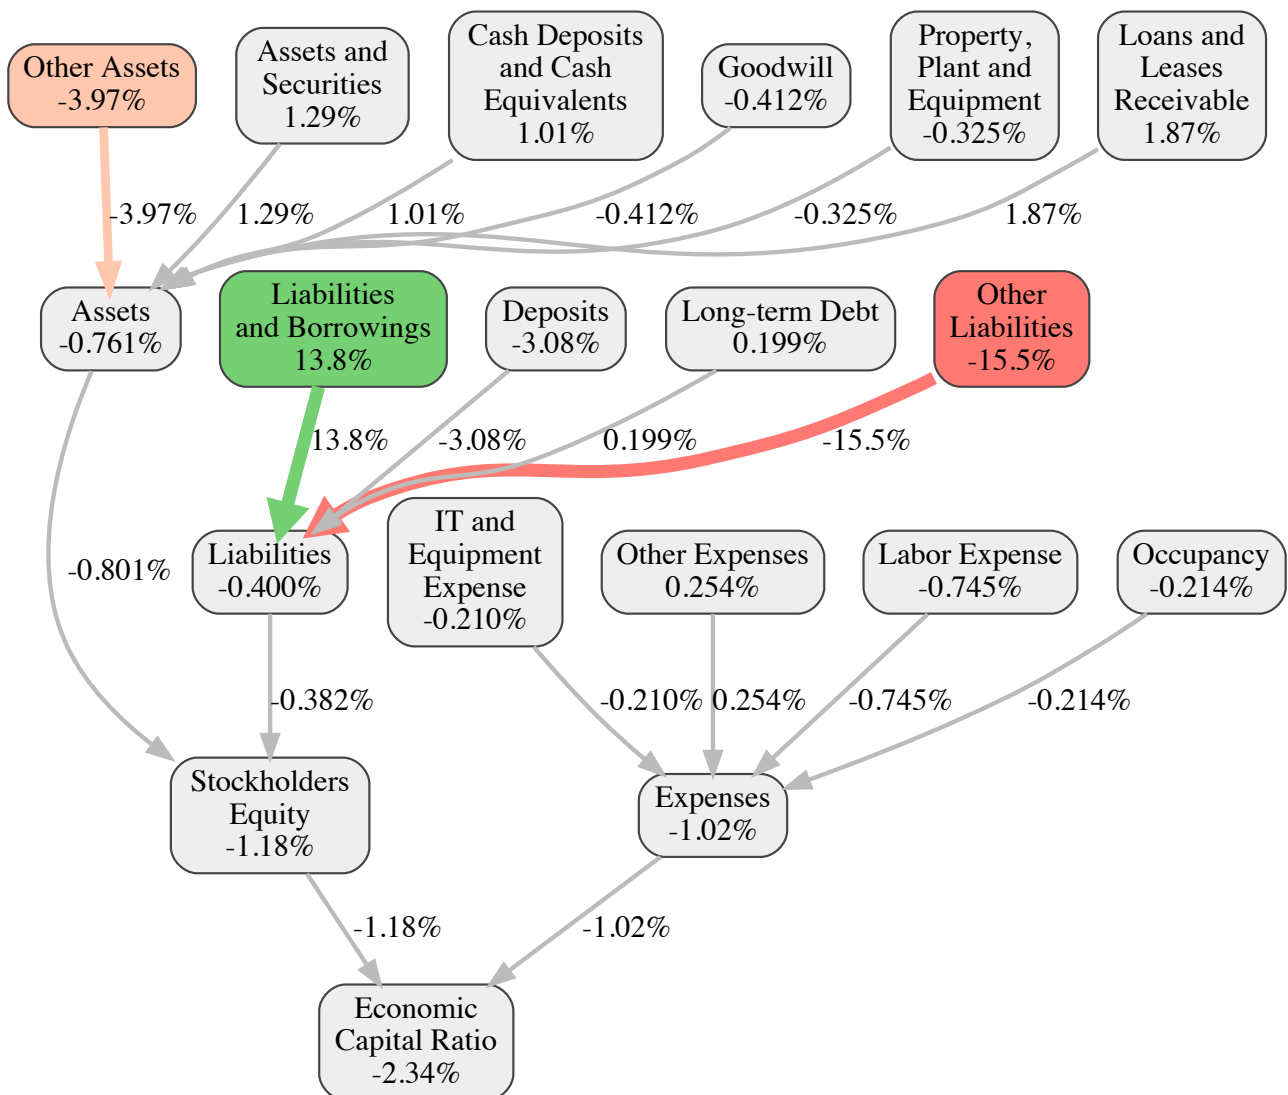 Other Assets
-3.97%
Assets and
Securities
1.29%
Cash Deposits
and Cash
Equivalents
1.01%
Goodwill
-0.412%
Property,
Plant and
Equipment
-0.325%
Loans and
Leases
Receivable
1.87%
-3.97%
1.29%
1.01%
-0.412%
-0.325%
1.87%
Assets
-0.761%
Liabilities
and Borrowings
13.8%
Deposits
-3.08%
Long-term Debt
0.199%
Other
Liabilities
-15.5%
13.8%
-3.08%
0.199%
-15.5%
-0.801%
Liabilities
-0.400%
IT and
Equipment
Expense
-0.210%
Other Expenses
0.254%
Labor Expense
-0.745%
Occupancy
-0.214%
-0.382%
-0.210%
0.254%
-0.745%
-0.214%
Stockholders
Equity
-1.18%
Expenses
-1.02%
-1.18%
-1.02%
Economic
Capital Ratio
-2.34%